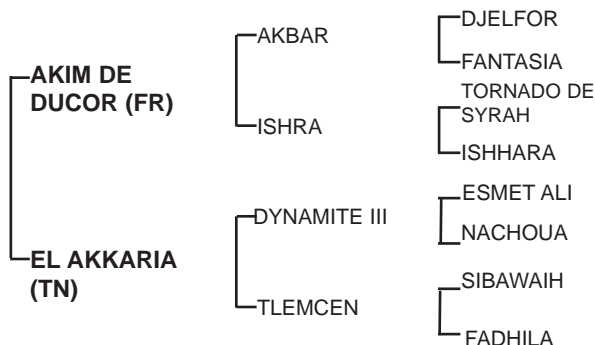 AKIM DE
DUCOR (FR)
EL AKKARIA
(TN)
AKBAR
ISHRA
DYNAMITE III
TLEMCEN
DJELFOR
FANTASIA
TORNADO DE
SYRAH
ISHHARA
ESMET ALI
NACHOUA
SIBAWAIH
FADHILA